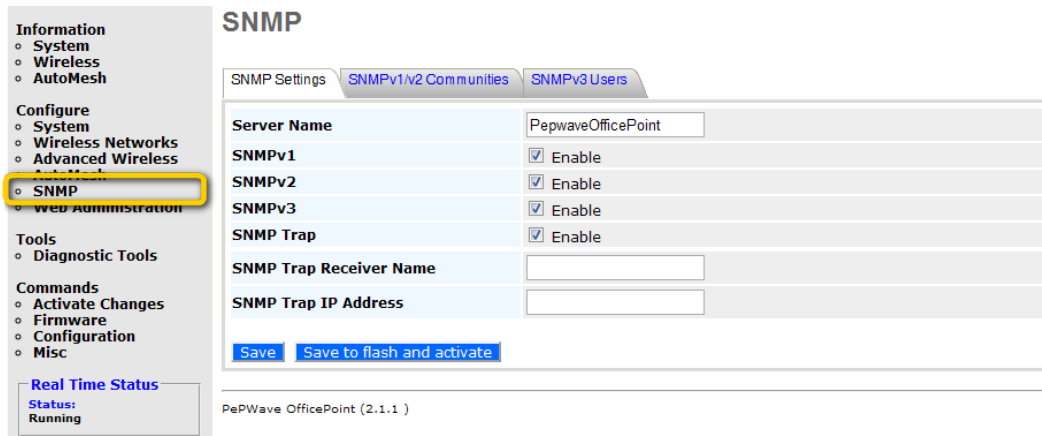 Information
System
Wireless
AutoMesh
Configure
System
Wireless Networks
Advanced Wireless
AutoMesh
SNMP
Web Administration
Tools
Diagnostic Tools
Commands
Activate Changes
Firmware
Configuration
Misc
Real Time Status
Status:
Running
SNMP
SNMP Settings SNMPv1/v2 Communities SNMPv3 Users
Server Name PepwaveOfficePoint
SNMPv1 Enable
SNMPv2 Enable
SNMPv3 Enable
SNMP Trap Enable
SNMP Trap Receiver Name
SNMP Trap IP Address
Save Save to flash and activate
PePWave OfficePoint (2.1.1 )